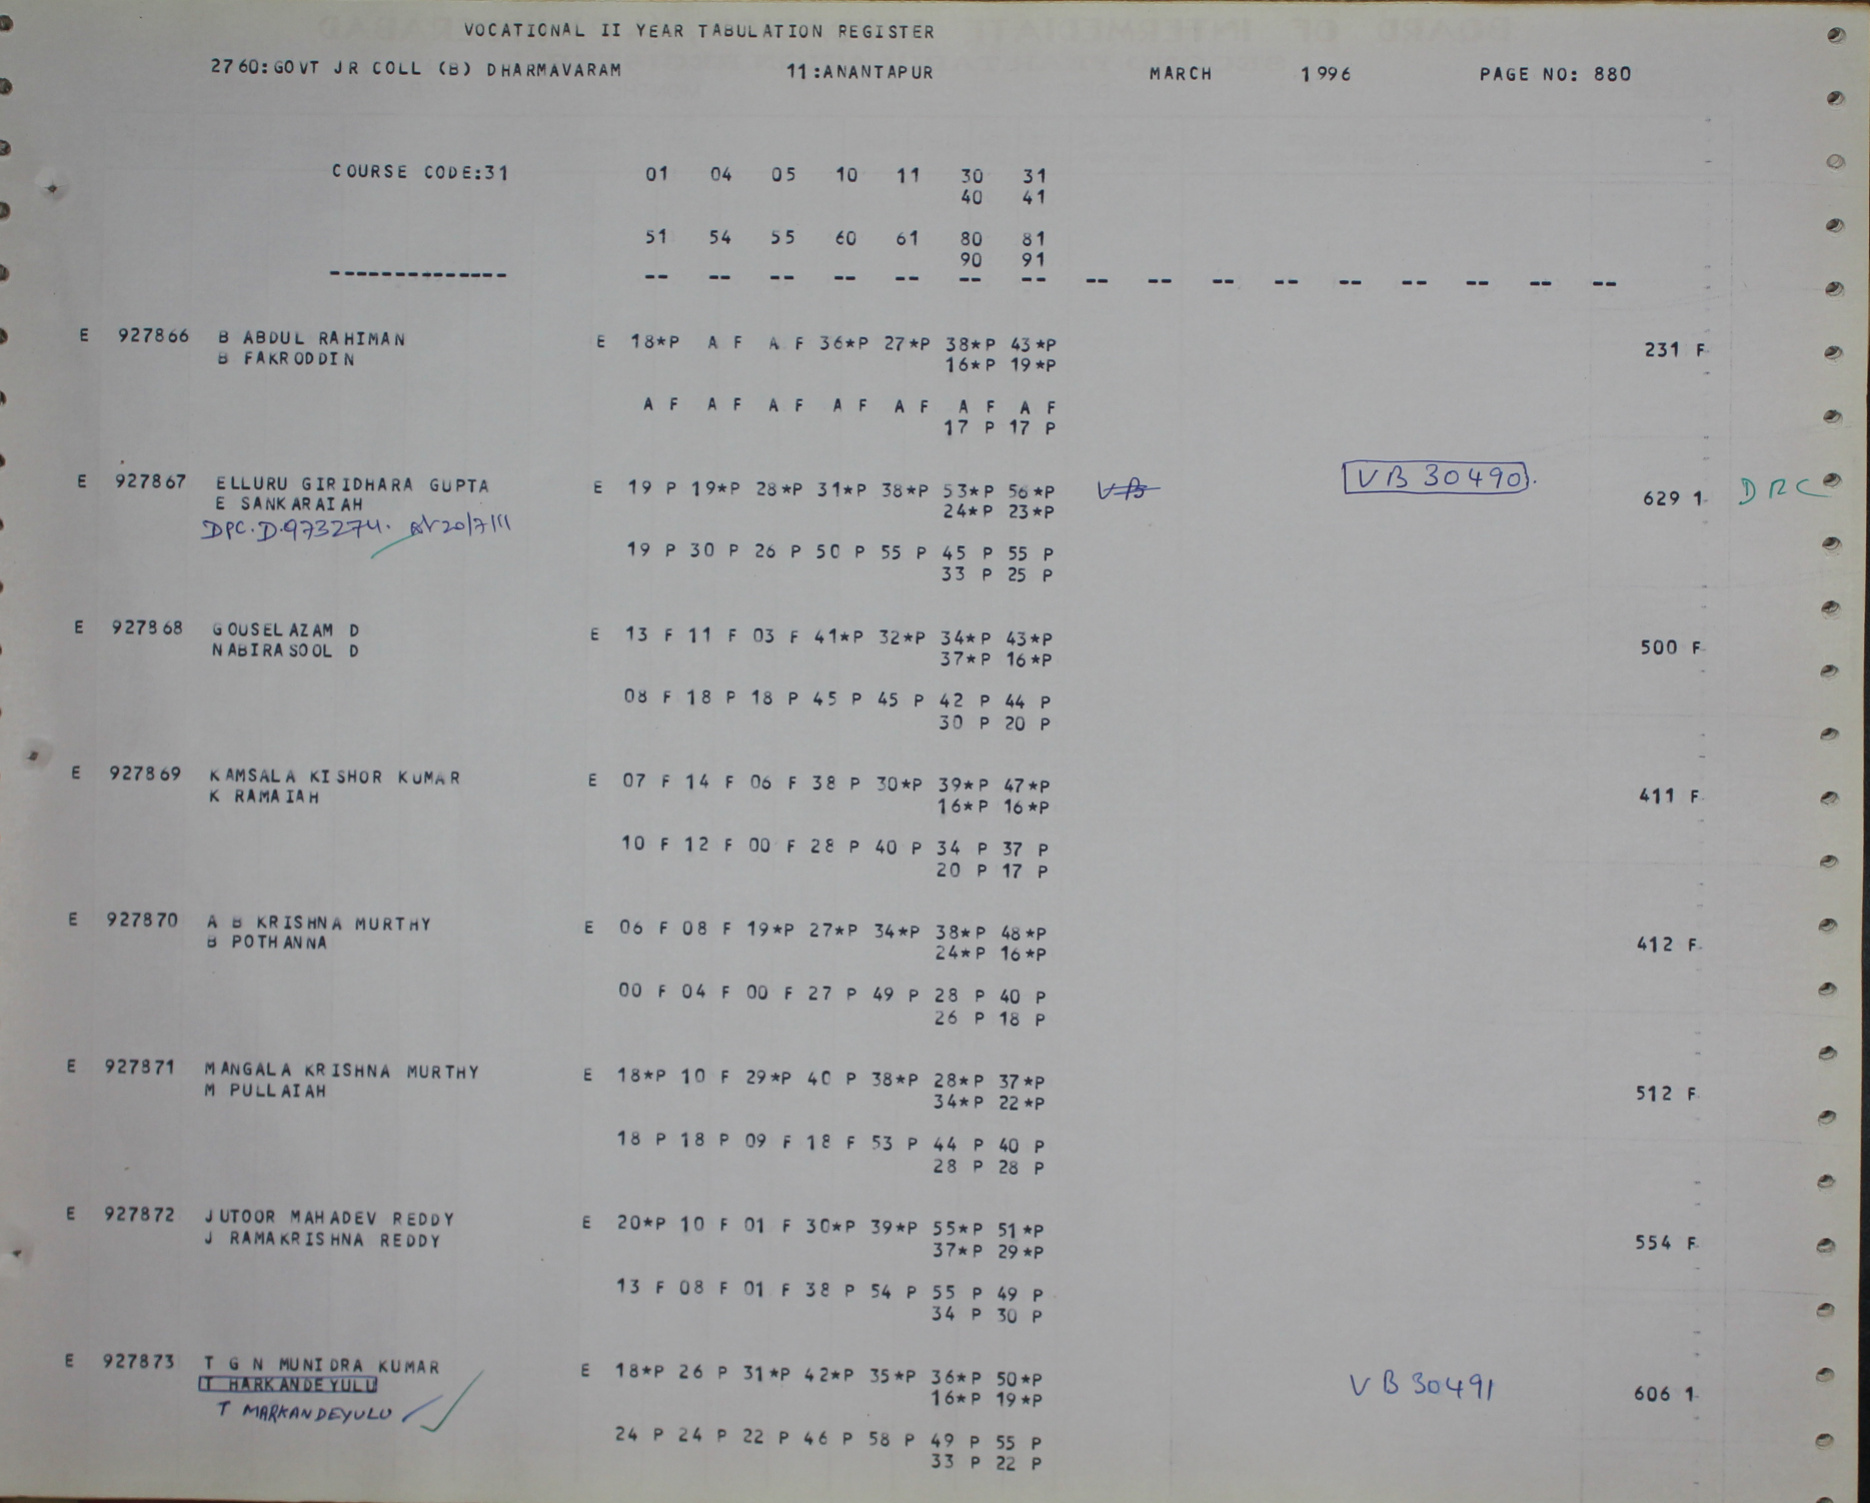 VOCATIONAL II YEAR TABULATION REGISTER
2760:GOVT JR COLL (B) DHARMAVARAM 11:ANANTAPUR MARCH 1996 PAGE NO: 880
COURSE CODE:31 01 04 05 10 11 30 31
40 41
51 54 55 60 61 80 81
90 91
-------------- -- -- -- -- -- -- -- -- -- -- -- -- -- -- -- --
E 927866 B ABDUL RAHIMAN E 18*P A F A F 36*P 27*P 38*P 43*P 231 F
B FAKRODDIN 16*P 19*P
A F A F A F A F A F A F A F
17 P 17 P
E 927867 ELLURU GIRIDHARA GUPTA E 19 P 19*P 28*P 31*P 38*P 53*P 56*P VB VB 30490 629 1 DRC
E SANKARAIAH 24*P 23*P
DPC.D.973274. 20/7/11
19 P 30 P 26 P 50 P 55 P 45 P 55 P
33 P 25 P
E 927868 GOUSELAZAM D E 13 F 11 F 03 F 41*P 32*P 34*P 43*P 500 F
NABIRASOOL D 37*P 16*P
08 F 18 P 18 P 45 P 45 P 42 P 44 P
30 P 20 P
E 927869 KAMSALA KISHOR KUMAR E 07 F 14 F 06 F 38 P 30*P 39*P 47*P 411 F
K RAMAIAH 16*P 16*P
10 F 12 F 00 F 28 P 40 P 34 P 37 P
20 P 17 P
E 927870 A B KRISHNA MURTHY E 06 F 08 F 19*P 27*P 34*P 38*P 48*P 412 F
B POTHANNA 24*P 16*P
00 F 04 F 00 F 27 P 49 P 28 P 40 P
26 P 18 P
E 927871 MANGALA KRISHNA MURTHY E 18*P 10 F 29*P 40 P 38*P 28*P 37*P 512 F
M PULLAIAH 34*P 22*P
18 P 18 P 09 F 18 F 53 P 44 P 40 P
28 P 28 P
E 927872 JUTOOR MAHADEV REDDY E 20*P 10 F 01 F 30*P 39*P 55*P 51*P 554 F
J RAMAKRISHNA REDDY 37*P 29*P
13 F 08 F 01 F 38 P 54 P 55 P 49 P
34 P 30 P
E 927873 T G N MUNIDRA KUMAR E 18*P 26 P 31*P 42*P 35*P 36*P 50*P VB 30491 606 1
T HARKANDEYULU 16*P 19*P
T MARKANDEYULU
24 P 24 P 22 P 46 P 58 P 49 P 55 P
33 P 22 P